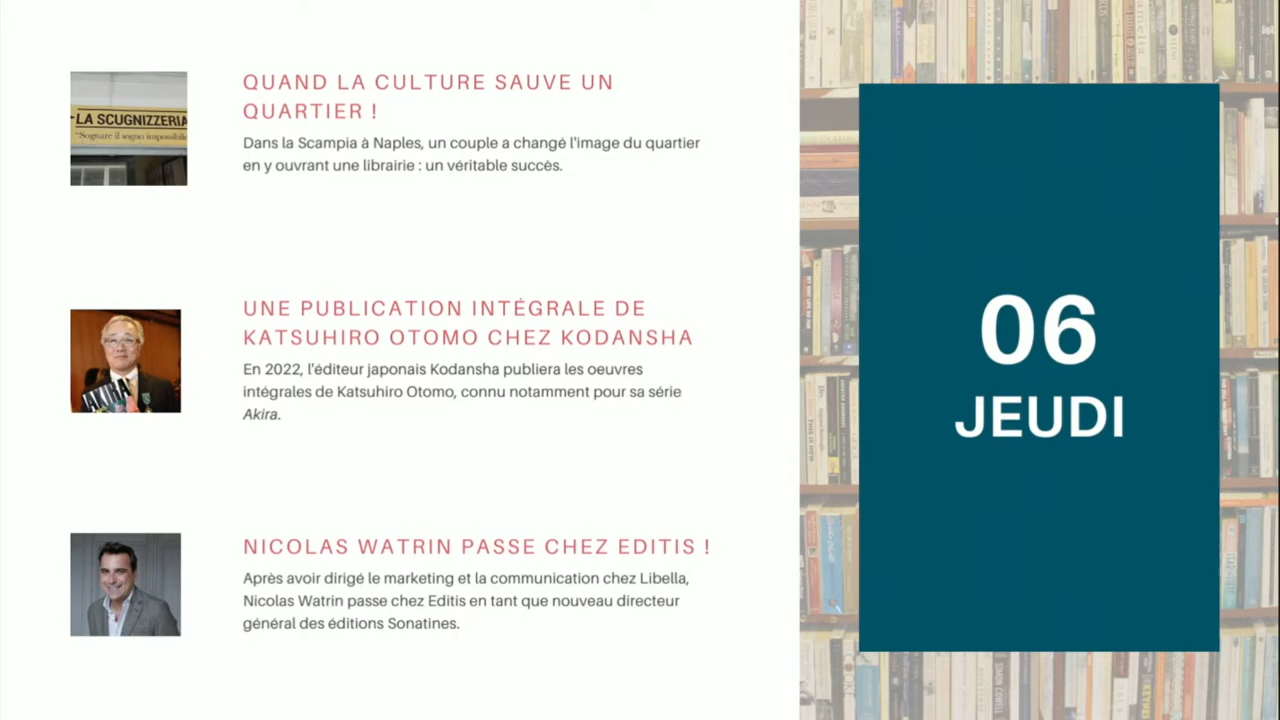 QUAND LA CULTURE SAUVE UN
QUARTIER !
Dans la Scampia à Naples, un couple a changé l'image du quartier
en y ouvrant une librairie : un véritable succès.
LA SCUGNIZZERIA
"Sognare il sogno impossibile
UNE PUBLICATION INTÉGRALE DE
KATSUHIRO OTOMO CHEZ KODANSHA
En 2022, l'éditeur japonais Kodansha publiera les oeuvres
intégrales de Katsuhiro Otomo, connu notamment pour sa série
Akira.
AKIRA
NICOLAS WATRIN PASSE CHEZ EDITIS !
Après avoir dirigé le marketing et la communication chez Libella,
Nicolas Watrin passe chez Editis en tant que nouveau directeur
général des éditions Sonatines.
06
JEUDI
SIMON COWELL